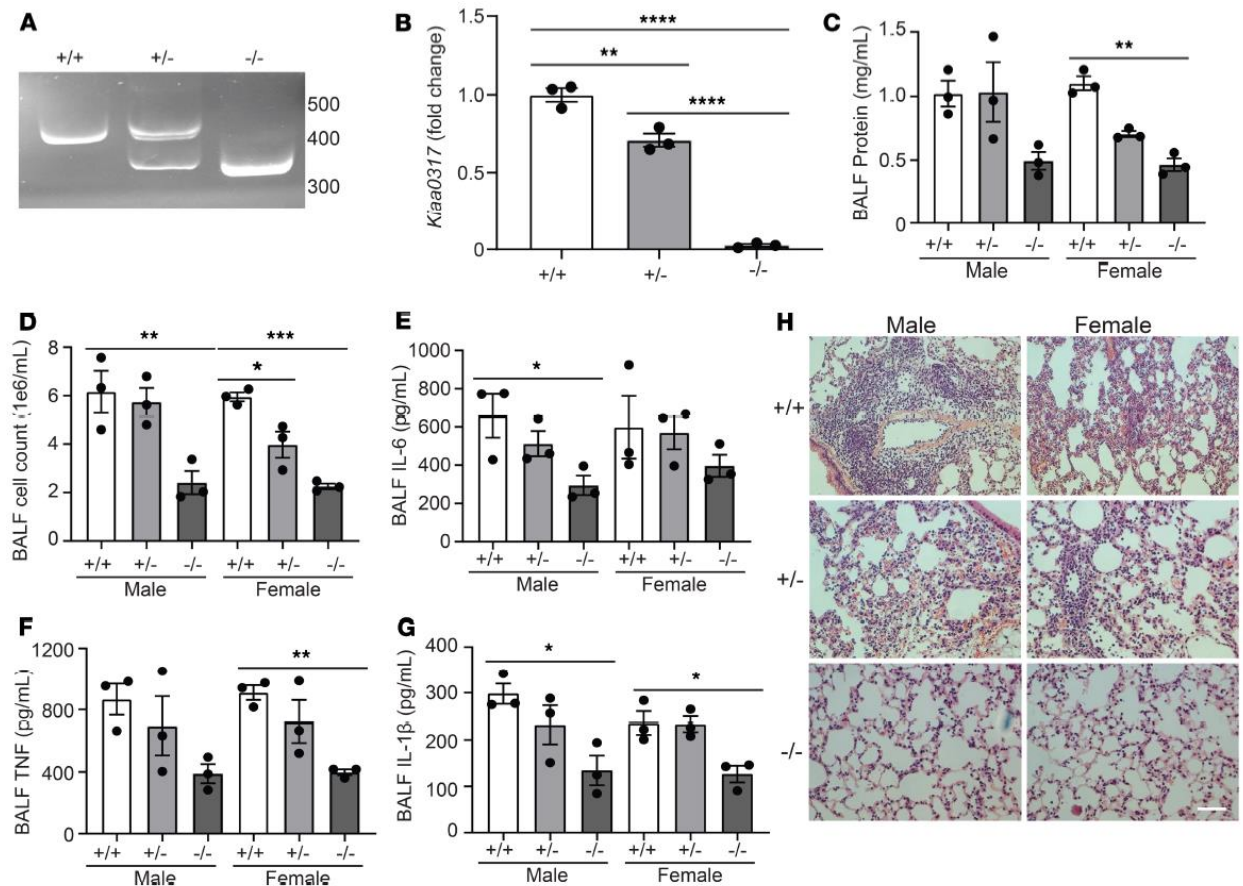 A
+/+ +/- -/-
500
400
300
B
Kiaa0317 (fold change)
1.5
1.0
0.5
0
****
**
****
+/+ +/- -/-
C
BALF Protein (mg/mL)
1.5
1.0
0.5
0
**
+/+ +/- -/- +/+ +/- -/-
Male Female
D
BALF cell count (1e6/mL)
8
6
4
2
0
** ***
*
+/+ +/- -/- +/+ +/- -/-
Male Female
E
BALF IL-6 (pg/mL)
1000
800
600
400
200
0
*
+/+ +/- -/- +/+ +/- -/-
Male Female
F
BALF TNF (pg/mL)
1200
800
400
0
**
+/+ +/- -/- +/+ +/- -/-
Male Female
G
BALF IL-1β (pg/mL)
400
300
200
100
0
*
*
+/+ +/- -/- +/+ +/- -/-
Male Female
H
Male Female
+/+
+/-
-/-